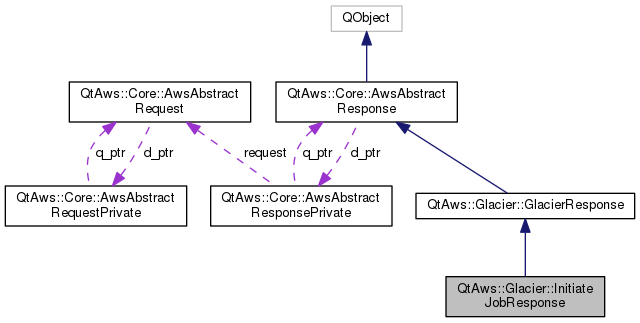 QObject
QtAws::Core::AwsAbstract
Request
QtAws::Core::AwsAbstract
Response
q_ptr
d_ptr
request
q_ptr
d_ptr
QtAws::Core::AwsAbstract
RequestPrivate
QtAws::Core::AwsAbstract
ResponsePrivate
QtAws::Glacier::GlacierResponse
QtAws::Glacier::Initiate
JobResponse